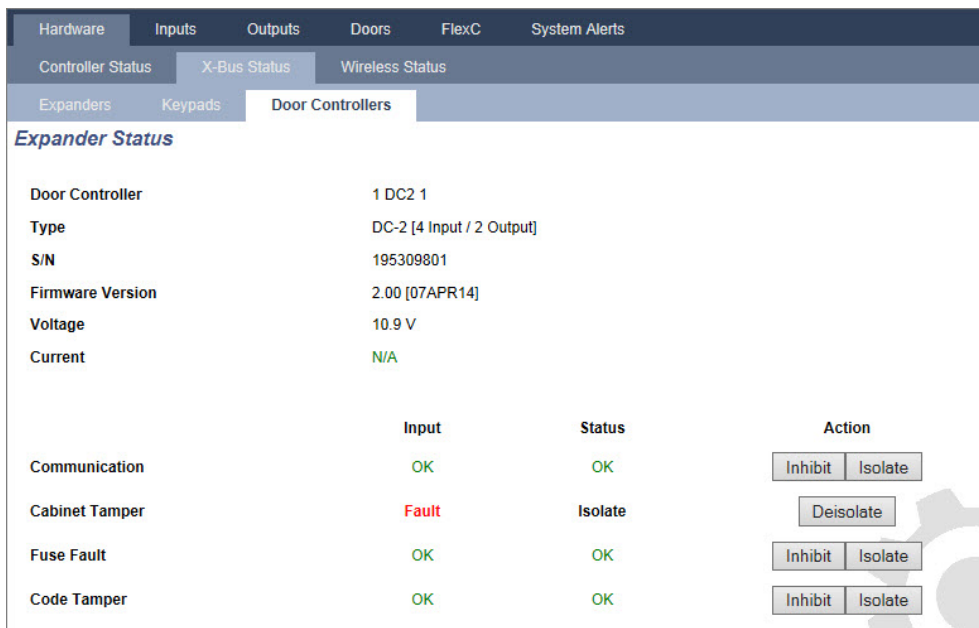 Hardware Inputs Outputs Doors FlexC System Alerts
Controller Status X-Bus Status Wireless Status
Expanders Keypads Door Controllers
Expander Status
Door Controller 1 DC2 1
Type DC-2 [4 Input / 2 Output]
S/N 195309801
Firmware Version 2.00 [07APR14]
Voltage 10.9 V
Current N/A
Input Status Action
Communication OK OK Inhibit Isolate
Cabinet Tamper Fault Isolate Deisolate
Fuse Fault OK OK Inhibit Isolate
Code Tamper OK OK Inhibit Isolate